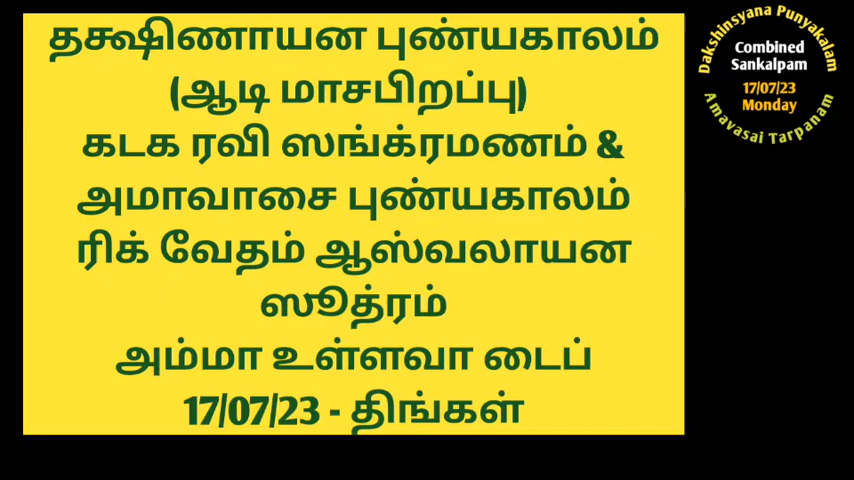 தக்ஷிணாயன புண்யகாலம்
(ஆடி மாசபிறப்பு)
கடக ரவி ஸங்க்ரமணம் &
அமாவாசை புண்யகாலம்
ரிக் வேதம் ஆஸ்வலாயன
ஸூத்ரம்
அம்மா உள்ளவா டைப்
17/07/23 - திங்கள்
Dakshinsyana Punyakalam
Combined
Sankalpam
17/07/23
Monday
Amavasai Tarpanam